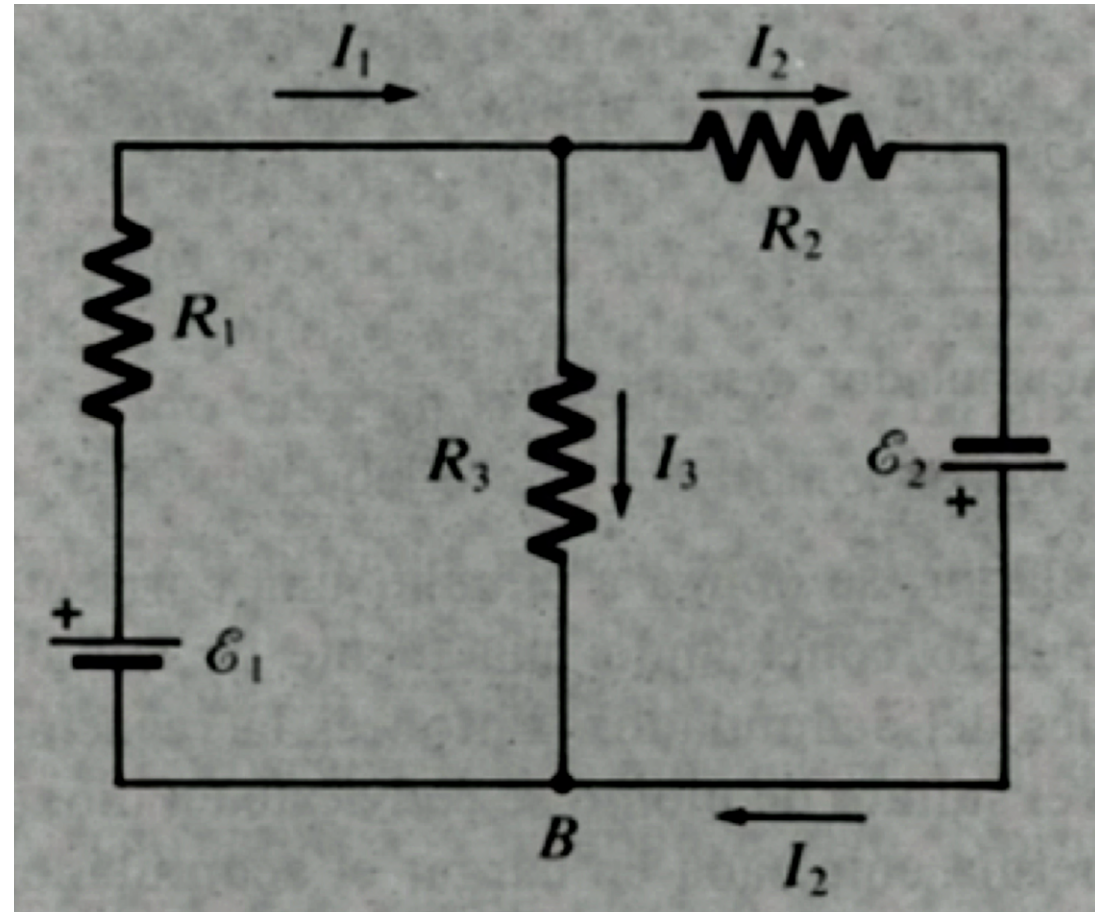 I₁
I₂
R₂
R₁
R₃
I₃
ℰ₂
+
+
ℰ₁
B
I₂